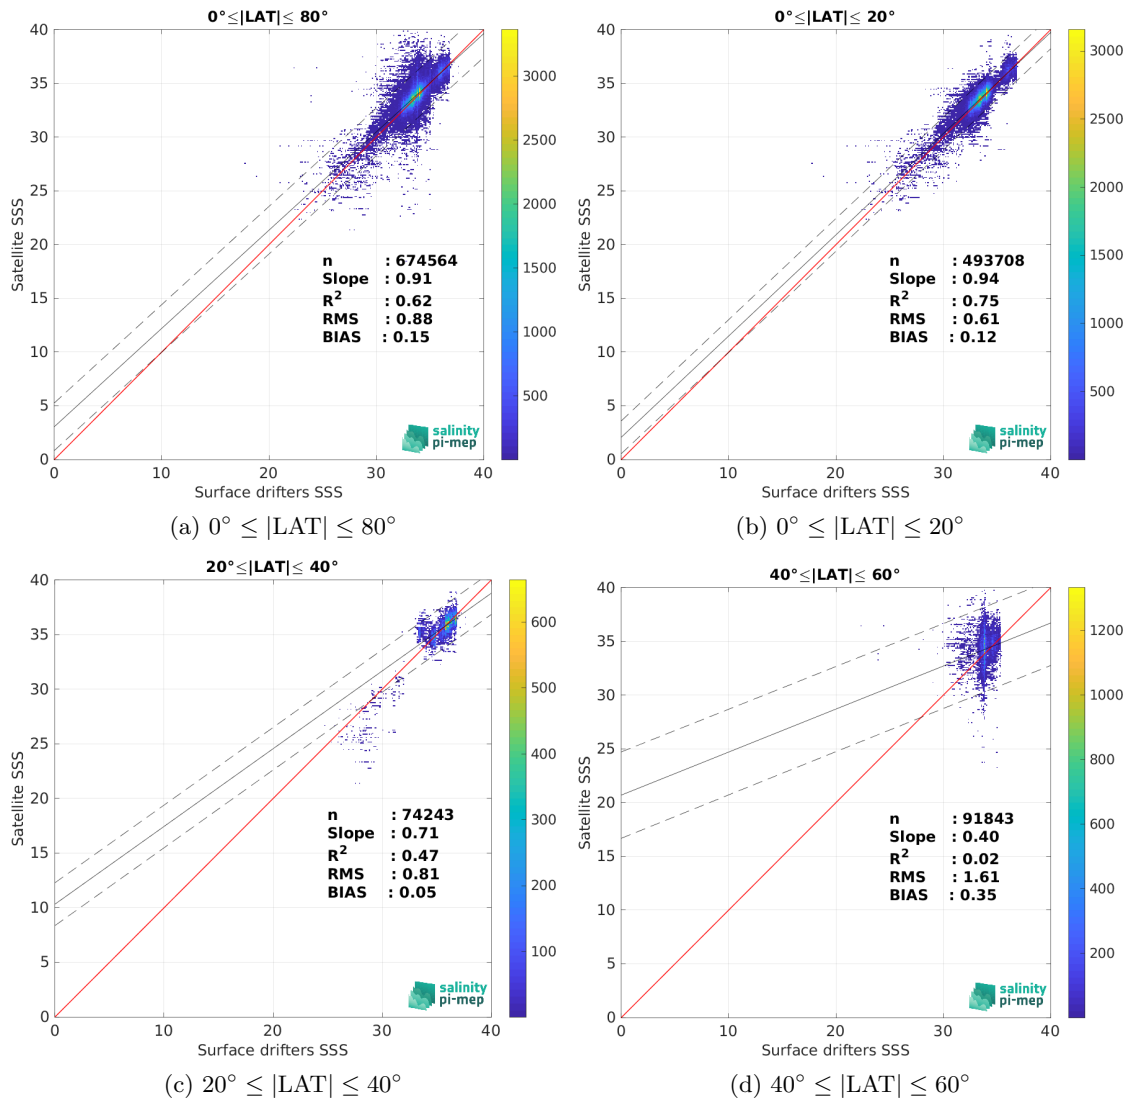 0°≤|LAT|≤ 80°
40
35
30
25
20
15
10
5
0
Satellite SSS
0
20
30
40
Surface drifters SSS
n : 674564
Slope : 0.91
R² : 0.62
RMS : 0.88
BIAS : 0.15
salinity
pi-mep
3000
2500
2000
1500
1000
500
(a) 0° ≤ |LAT| ≤ 80°
0°≤|LAT|≤ 20°
40
35
30
25
20
15
10
5
0
Satellite SSS
0
10
20
30
40
Surface drifters SSS
n : 493708
Slope : 0.94
R² : 0.75
RMS : 0.61
BIAS : 0.12
salinity
pi-mep
3000
2500
2000
1500
1000
500
(b) 0° ≤ |LAT| ≤ 20°
20°≤|LAT|≤ 40°
40
35
30
25
20
15
10
5
0
Satellite SSS
0
10
20
30
40
Surface drifters SSS
n : 74243
Slope : 0.71
R² : 0.47
RMS : 0.81
BIAS : 0.05
salinity
pi-mep
600
500
400
300
200
100
(c) 20° ≤ |LAT| ≤ 40°
40°≤|LAT|≤ 60°
40
35
30
25
20
15
10
5
0
Satellite SSS
0
10
20
30
40
Surface drifters SSS
n : 91843
Slope : 0.40
R² : 0.02
RMS : 1.61
BIAS : 0.35
salinity
pi-mep
1200
1000
800
600
400
200
(d) 40° ≤ |LAT| ≤ 60°